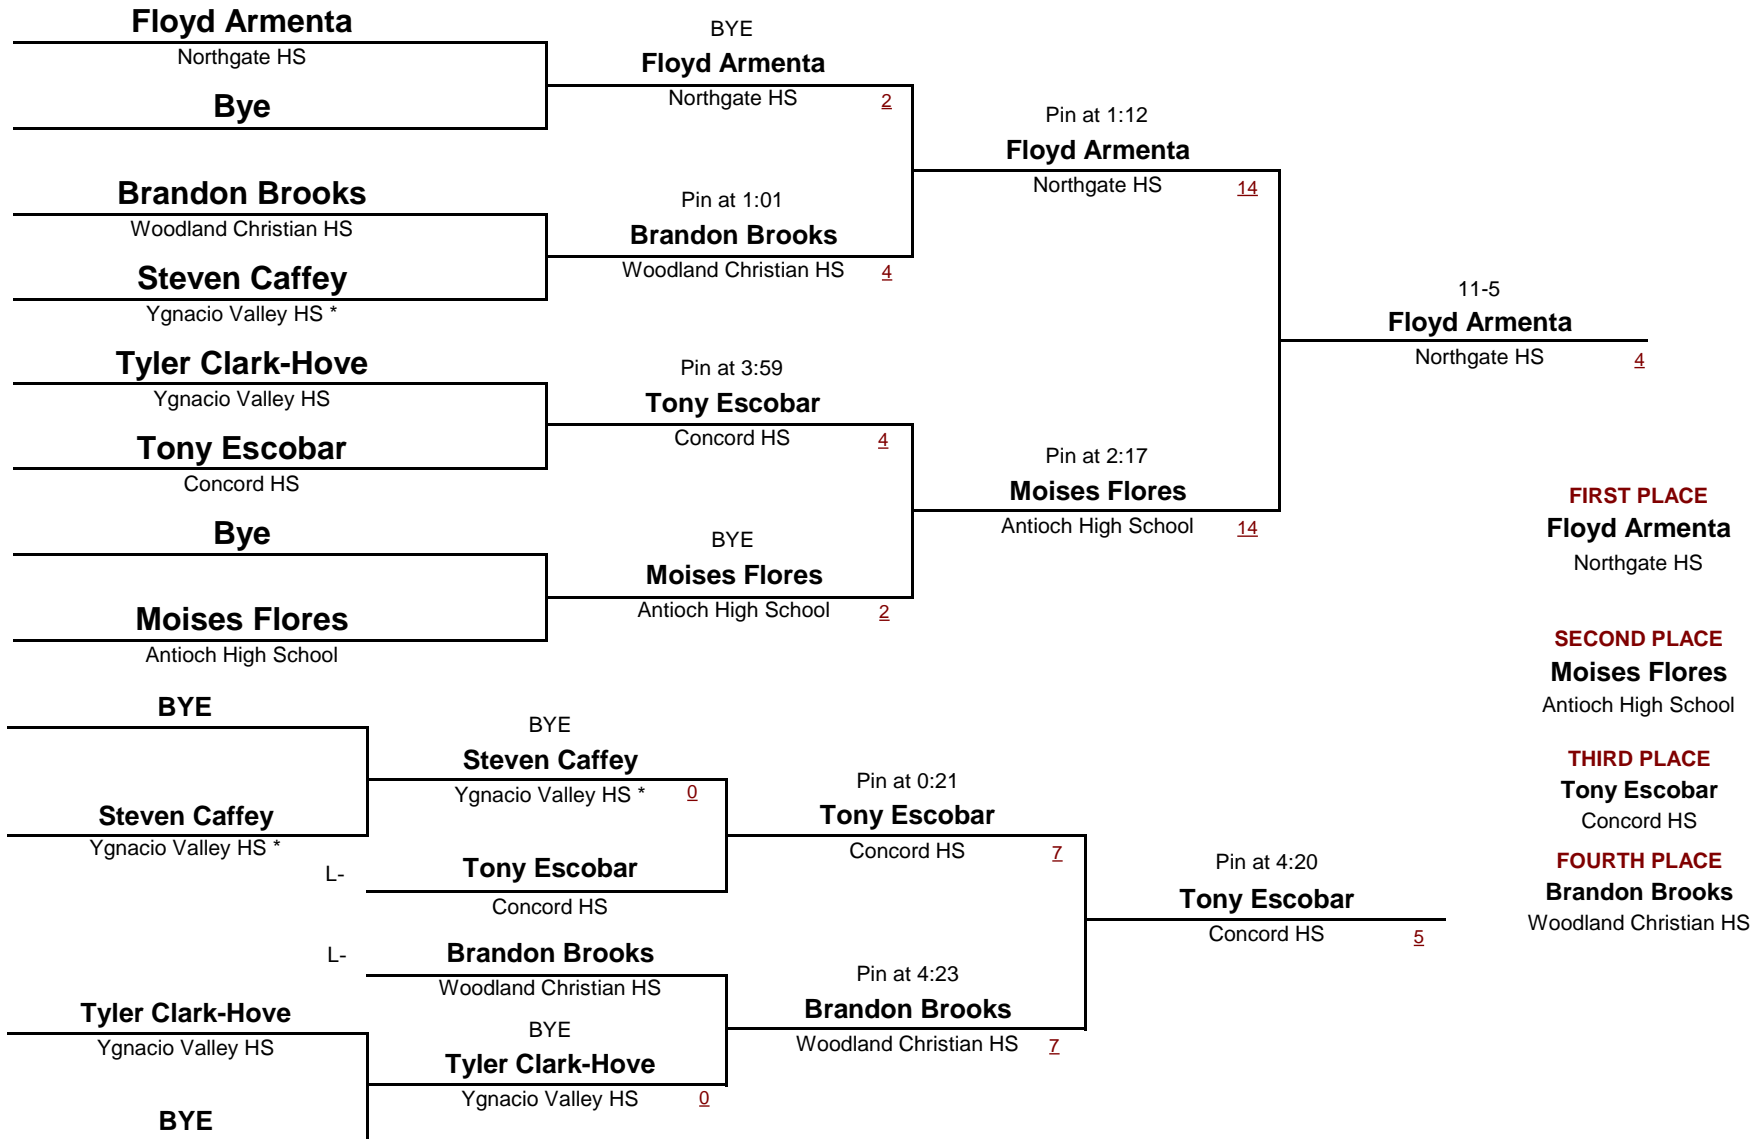 Floyd Armenta
Northgate HS
Bye
Brandon Brooks
Woodland Christian HS
Steven Caffey
Ygnacio Valley HS *
Tyler Clark-Hove
Ygnacio Valley HS
Tony Escobar
Concord HS
Bye
Moises Flores
Antioch High School
BYE
Floyd Armenta
Northgate HS 2
Pin at 1:01
Brandon Brooks
Woodland Christian HS 4
Pin at 3:59
Tony Escobar
Concord HS 4
BYE
Moises Flores
Antioch High School 2
Pin at 1:12
Floyd Armenta
Northgate HS 14
Pin at 2:17
Moises Flores
Antioch High School 14
11-5
Floyd Armenta
Northgate HS 4
FIRST PLACE
Floyd Armenta
Northgate HS
SECOND PLACE
Moises Flores
Antioch High School
THIRD PLACE
Tony Escobar
Concord HS
FOURTH PLACE
Brandon Brooks
Woodland Christian HS
BYE
Steven Caffey
Ygnacio Valley HS *
Tyler Clark-Hove
Ygnacio Valley HS
BYE
BYE
Steven Caffey
Ygnacio Valley HS * 0
L- Tony Escobar
Concord HS
L- Brandon Brooks
Woodland Christian HS
BYE
Tyler Clark-Hove
Ygnacio Valley HS 0
Pin at 0:21
Tony Escobar
Concord HS 7
Pin at 4:23
Brandon Brooks
Woodland Christian HS 7
Pin at 4:20
Tony Escobar
Concord HS 5